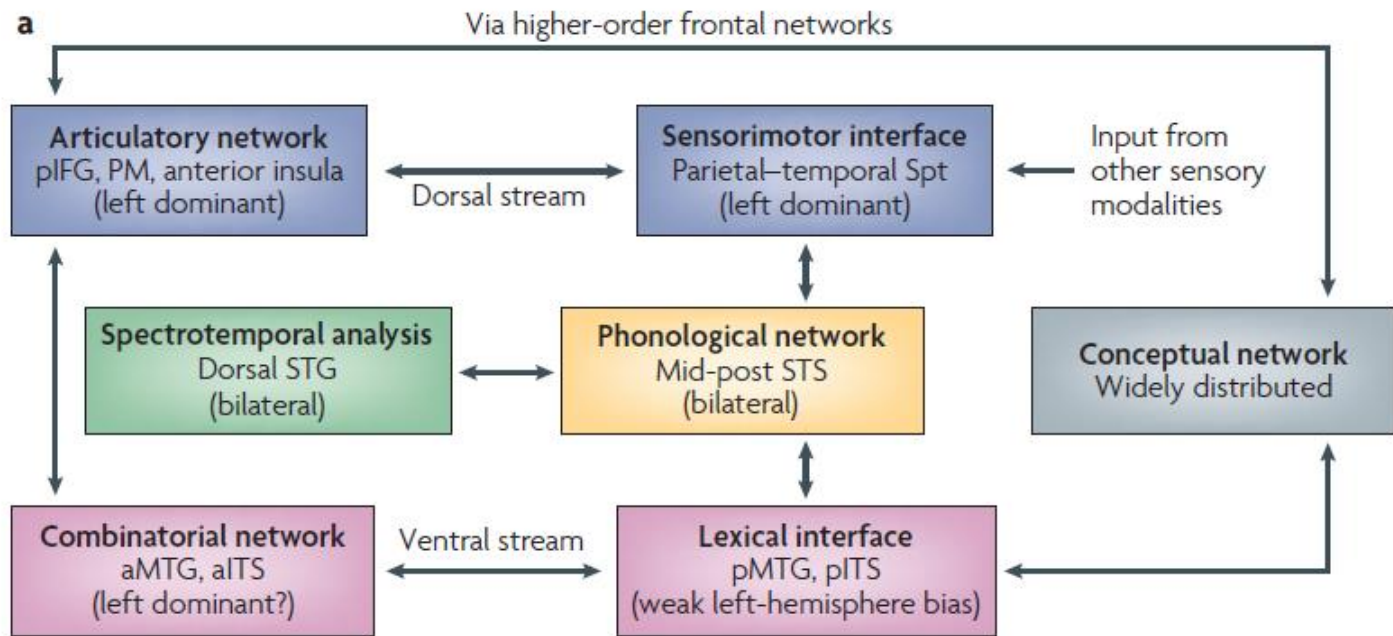 a
Via higher-order frontal networks
Articulatory network
pIFG, PM, anterior insula
(left dominant)
Dorsal stream
Sensorimotor interface
Parietal–temporal Spt
(left dominant)
Input from
other sensory
modalities
Spectrotemporal analysis
Dorsal STG
(bilateral)
Phonological network
Mid-post STS
(bilateral)
Conceptual network
Widely distributed
Combinatorial network
aMTG, aITS
(left dominant?)
Ventral stream
Lexical interface
pMTG, pITS
(weak left-hemisphere bias)